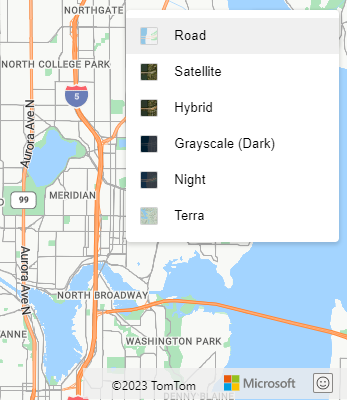 NORTHGATE
Road
NORTH COLLEGE PARK
Satellite
5
Hybrid
Aurora Ave N
Grayscale (Dark)
Night
99
MERIDIAN
Terra
Aurora Ave N
NORTH BROADWAY
WASHINGTON PARK
ANNE
©2023 TomTom
Microsoft
DENNY BLAINE